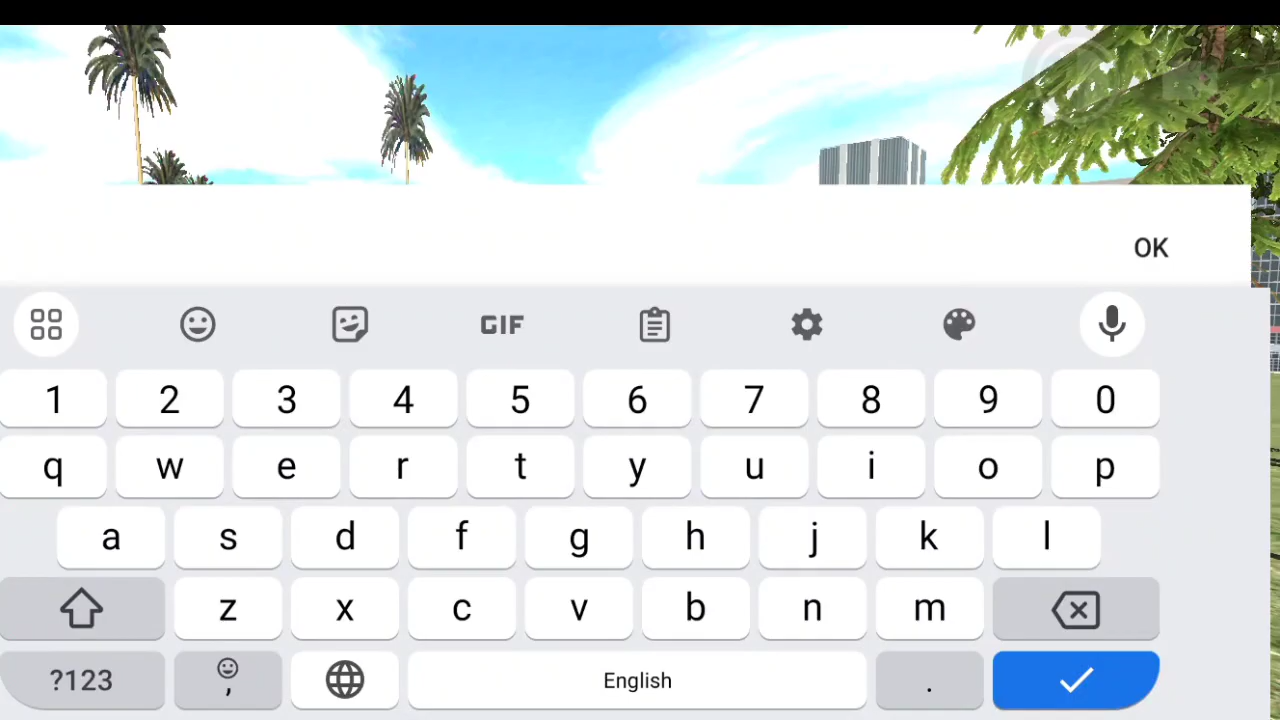 OK
GIF
1 2 3 4 5 6 7 8 9 0
q w e r t y u i o p
a s d f g h j k l
z x c v b n m
?123 , English .